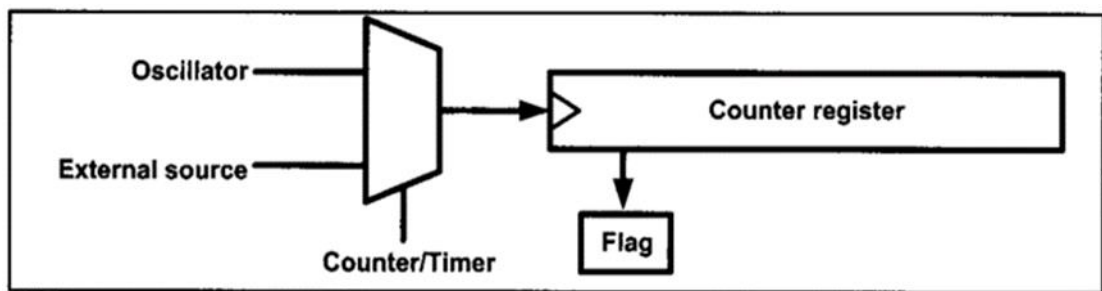 Oscillator
Counter register
External source
Flag
Counter/Timer